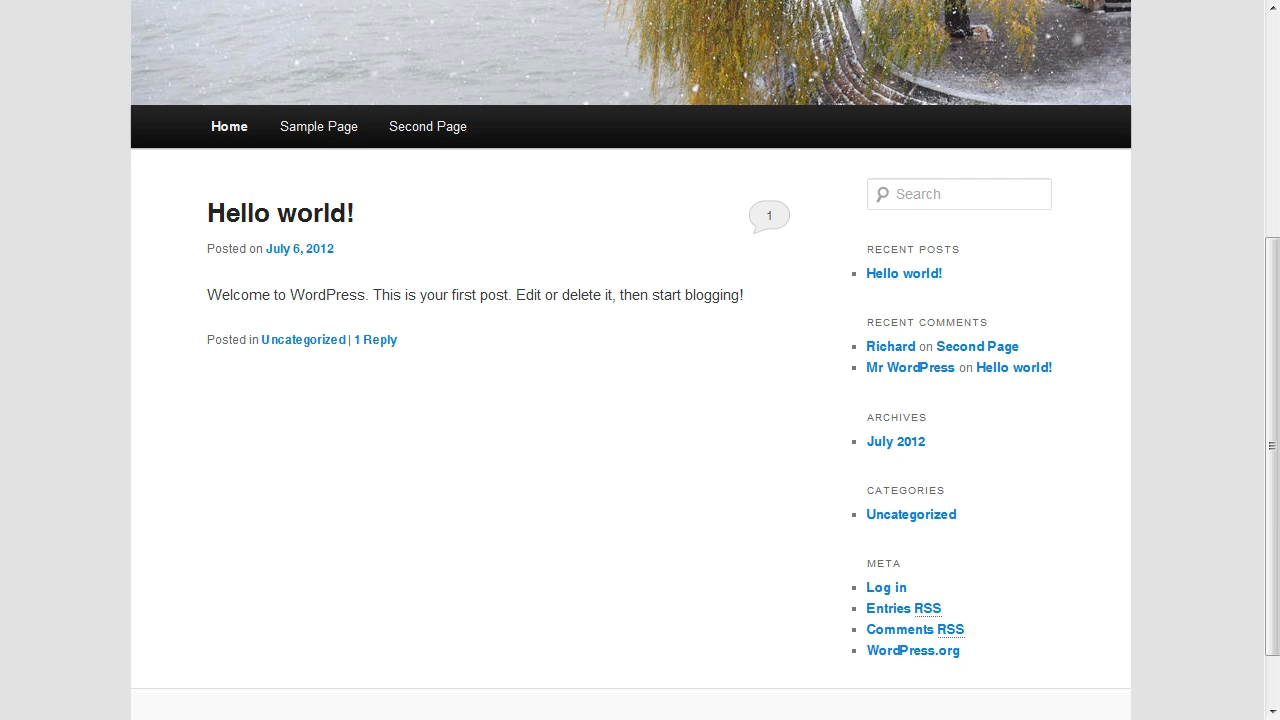 Home Sample Page Second Page
Search
Hello world!
1
Posted on July 6, 2012
Welcome to WordPress. This is your first post. Edit or delete it, then start blogging!
Posted in Uncategorized | 1 Reply
RECENT POSTS
Hello world!
RECENT COMMENTS
Richard on Second Page
Mr WordPress on Hello world!
ARCHIVES
July 2012
CATEGORIES
Uncategorized
META
Log in
Entries RSS
Comments RSS
WordPress.org